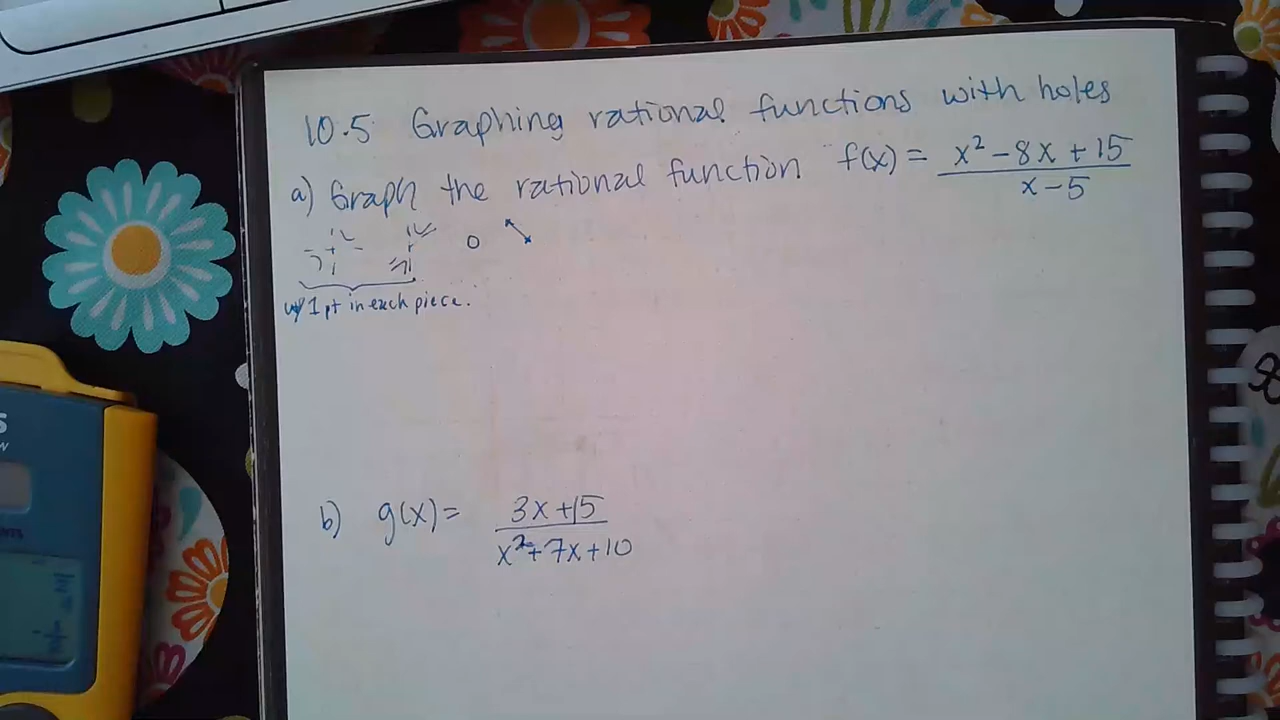 10.5 Graphing rational functions with holes
a) Graph the rational function f(x) = (x² - 8x + 15)/(x - 5)
w/ 1 pt in each piece.
b) g(x) = (3x + 15)/(x² + 7x + 10)